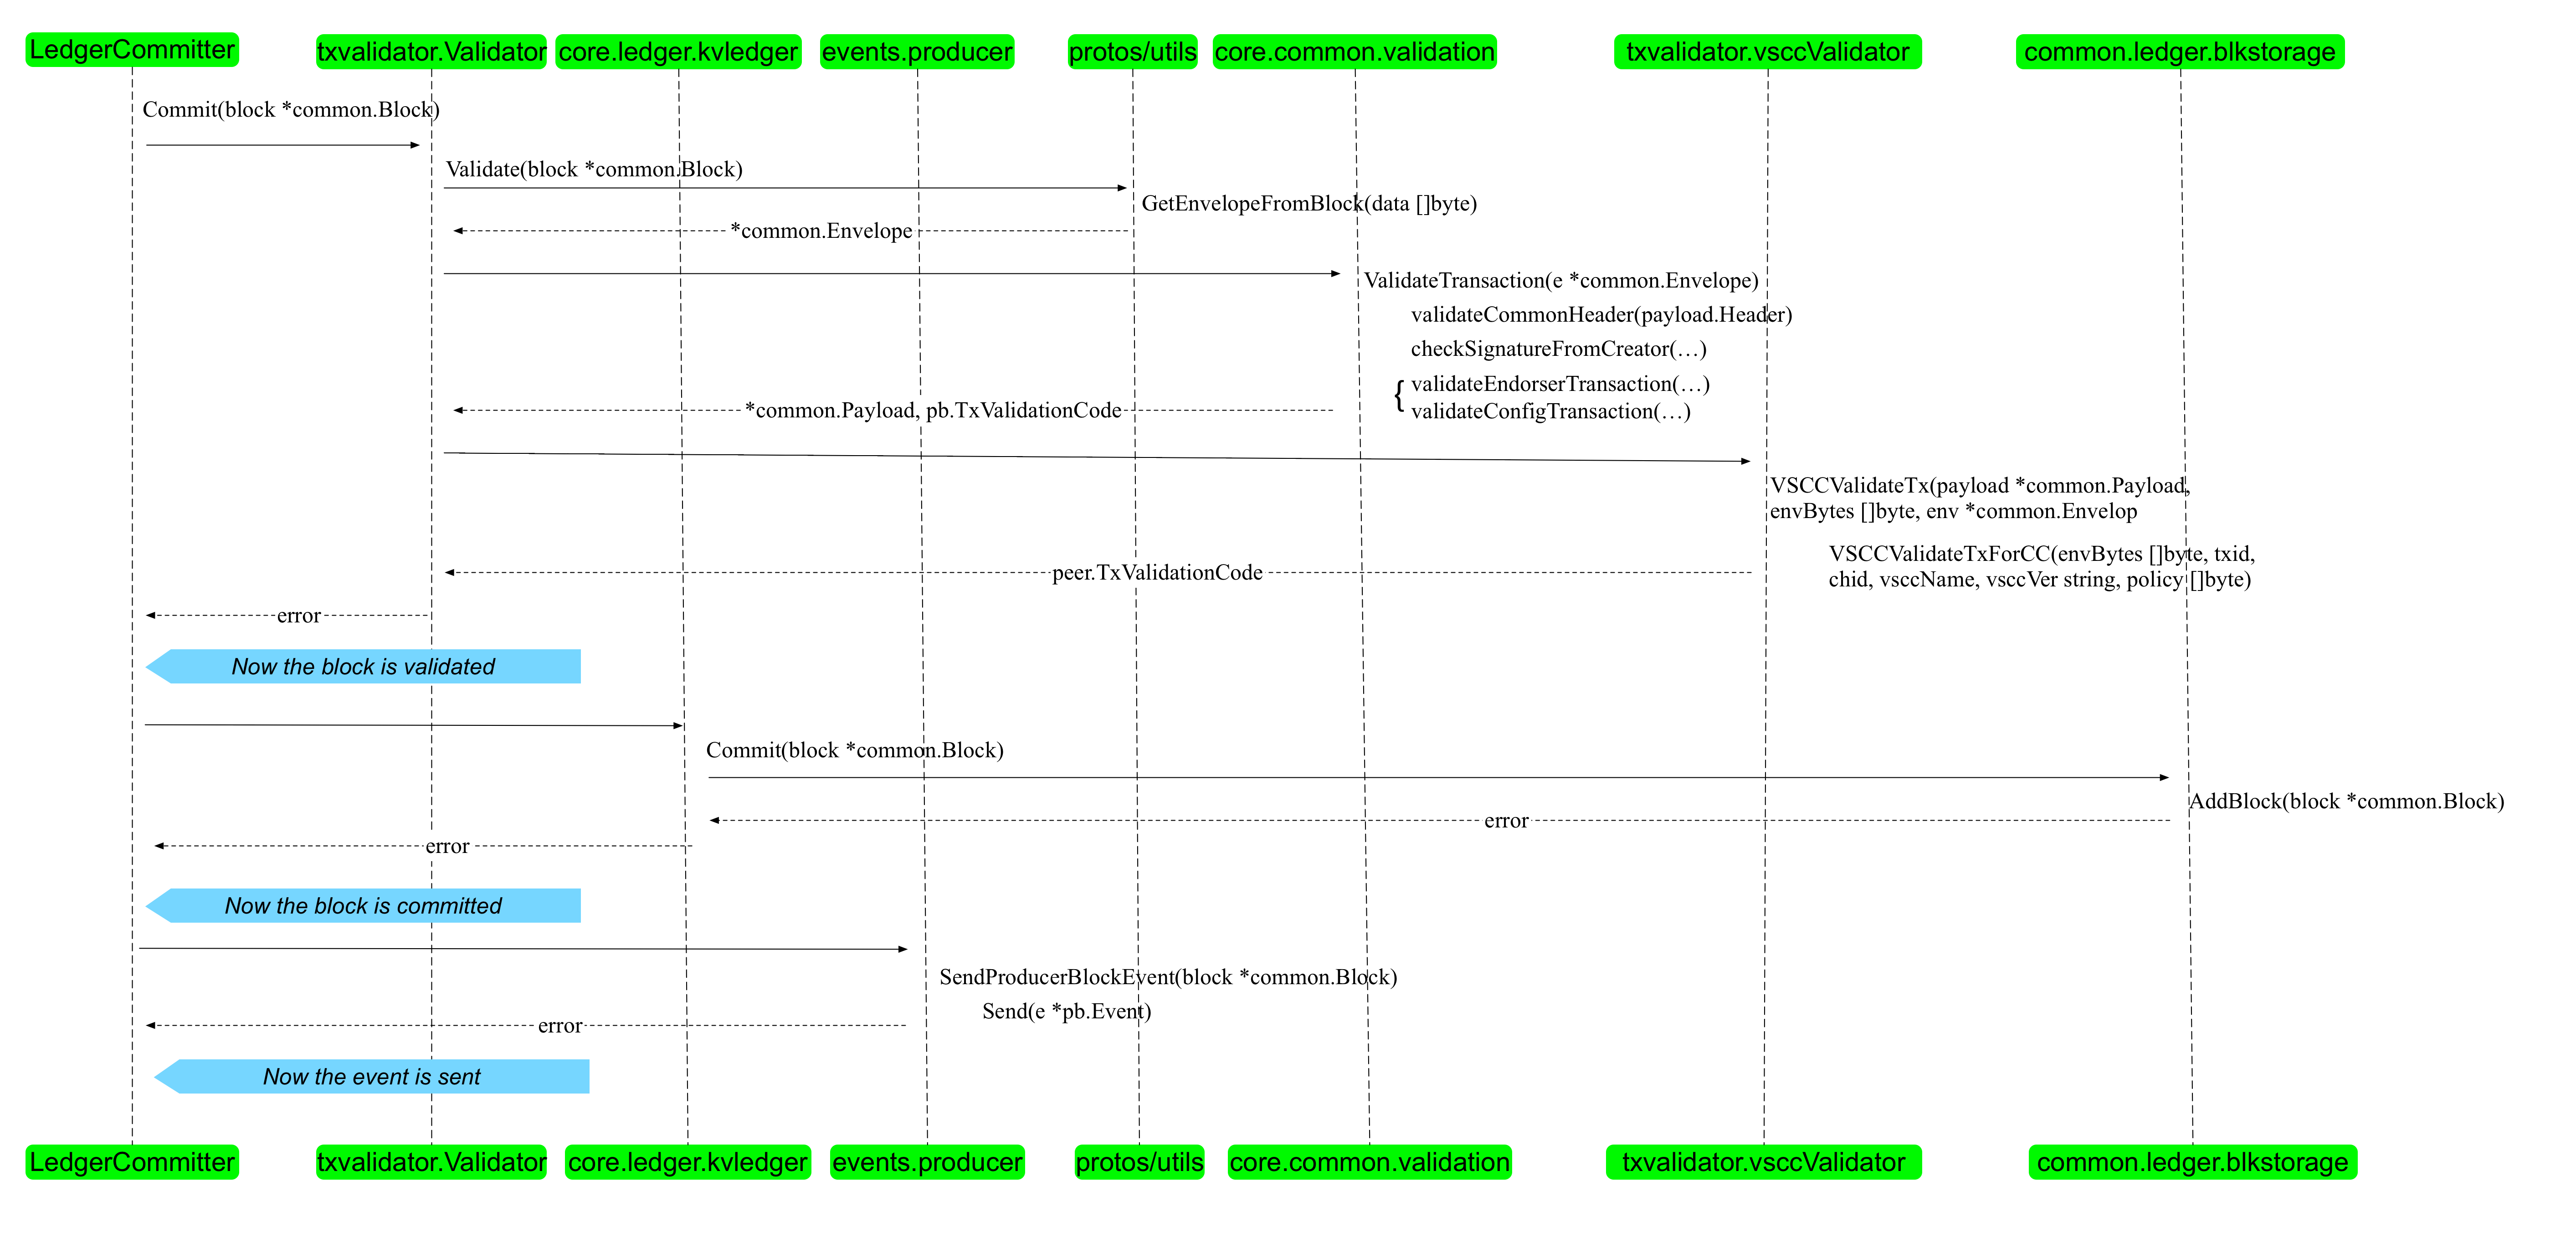 LedgerCommitter
txvalidator.Validator
core.ledger.kvledger
events.producer
protos/utils
core.common.validation
txvalidator.vsccValidator
common.ledger.blkstorage
Commit(block *common.Block)
Validate(block *common.Block)
GetEnvelopeFromBlock(data []byte)
*common.Envelope
ValidateTransaction(e *common.Envelope)
validateCommonHeader(payload.Header)
checkSignatureFromCreator(…)
{ validateEndorserTransaction(…)
validateConfigTransaction(…)
*common.Payload, pb.TxValidationCode
VSCCValidateTx(payload *common.Payload,
envBytes []byte, env *common.Envelop
VSCCValidateTxForCC(envBytes []byte, txid,
chid, vsccName, vsccVer string, policy []byte)
peer.TxValidationCode
error
Now the block is validated
Commit(block *common.Block)
AddBlock(block *common.Block)
error
error
Now the block is committed
SendProducerBlockEvent(block *common.Block)
Send(e *pb.Event)
error
Now the event is sent
LedgerCommitter
txvalidator.Validator
core.ledger.kvledger
events.producer
protos/utils
core.common.validation
txvalidator.vsccValidator
common.ledger.blkstorage